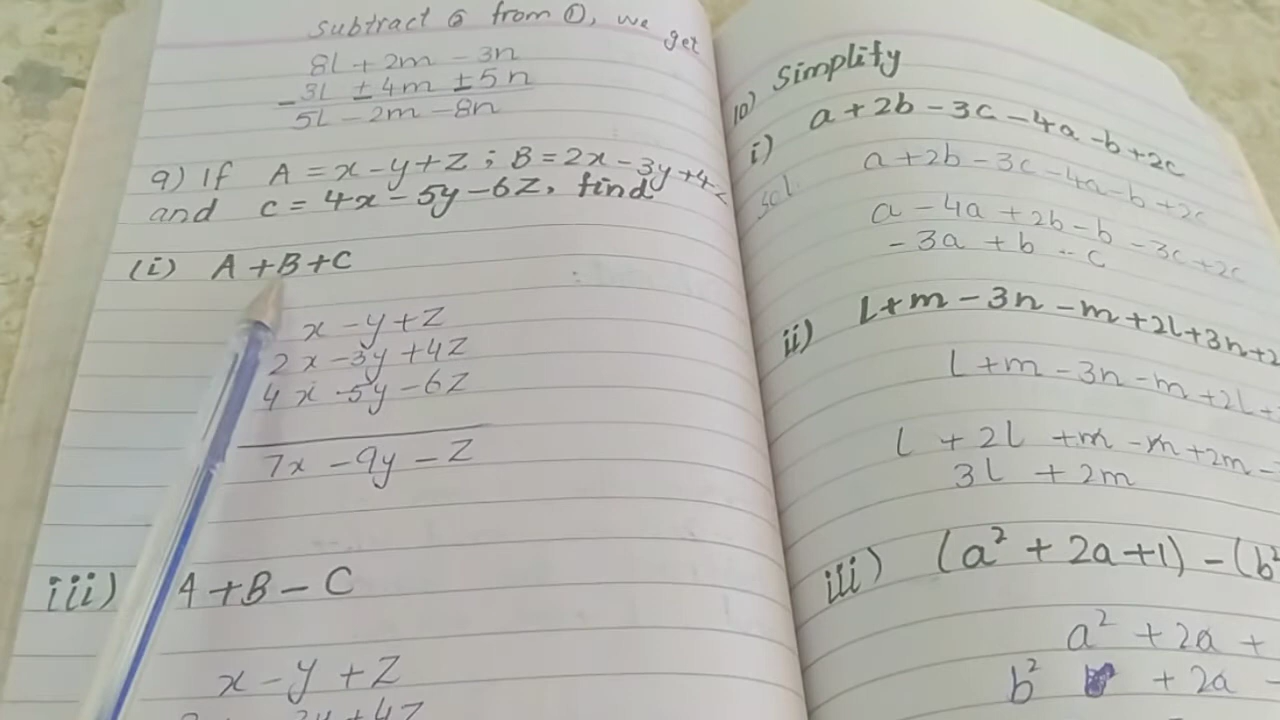 subtract 6 from ①, we get
8l + 2m - 3n
- 3l ± 4m ± 5n
5l - 2m - 8n
9) If A = x - y + z ; B = 2x - 3y + 4z
and c = 4x - 5y - 6z, find
(i) A + B + C
x - y + z
2x - 3y + 4z
4x - 5y - 6z
7x - 9y - z
iii) A + B - C
x - y + z
10) Simplify
i) a + 2b - 3c - 4a - b + 2c
sol. a + 2b - 3c - 4a - b + 2c
a - 4a + 2b - b - 3c + 2c
- 3a + b - c
ii) l + m - 3n - m + 2l + 3n + 2
l + m - 3n - m + 2l +
l + 2l + m - m + 2m -
3l + 2m
iii) (a² + 2a + 1) - (b²
a² + 2a +
b² + 2a -